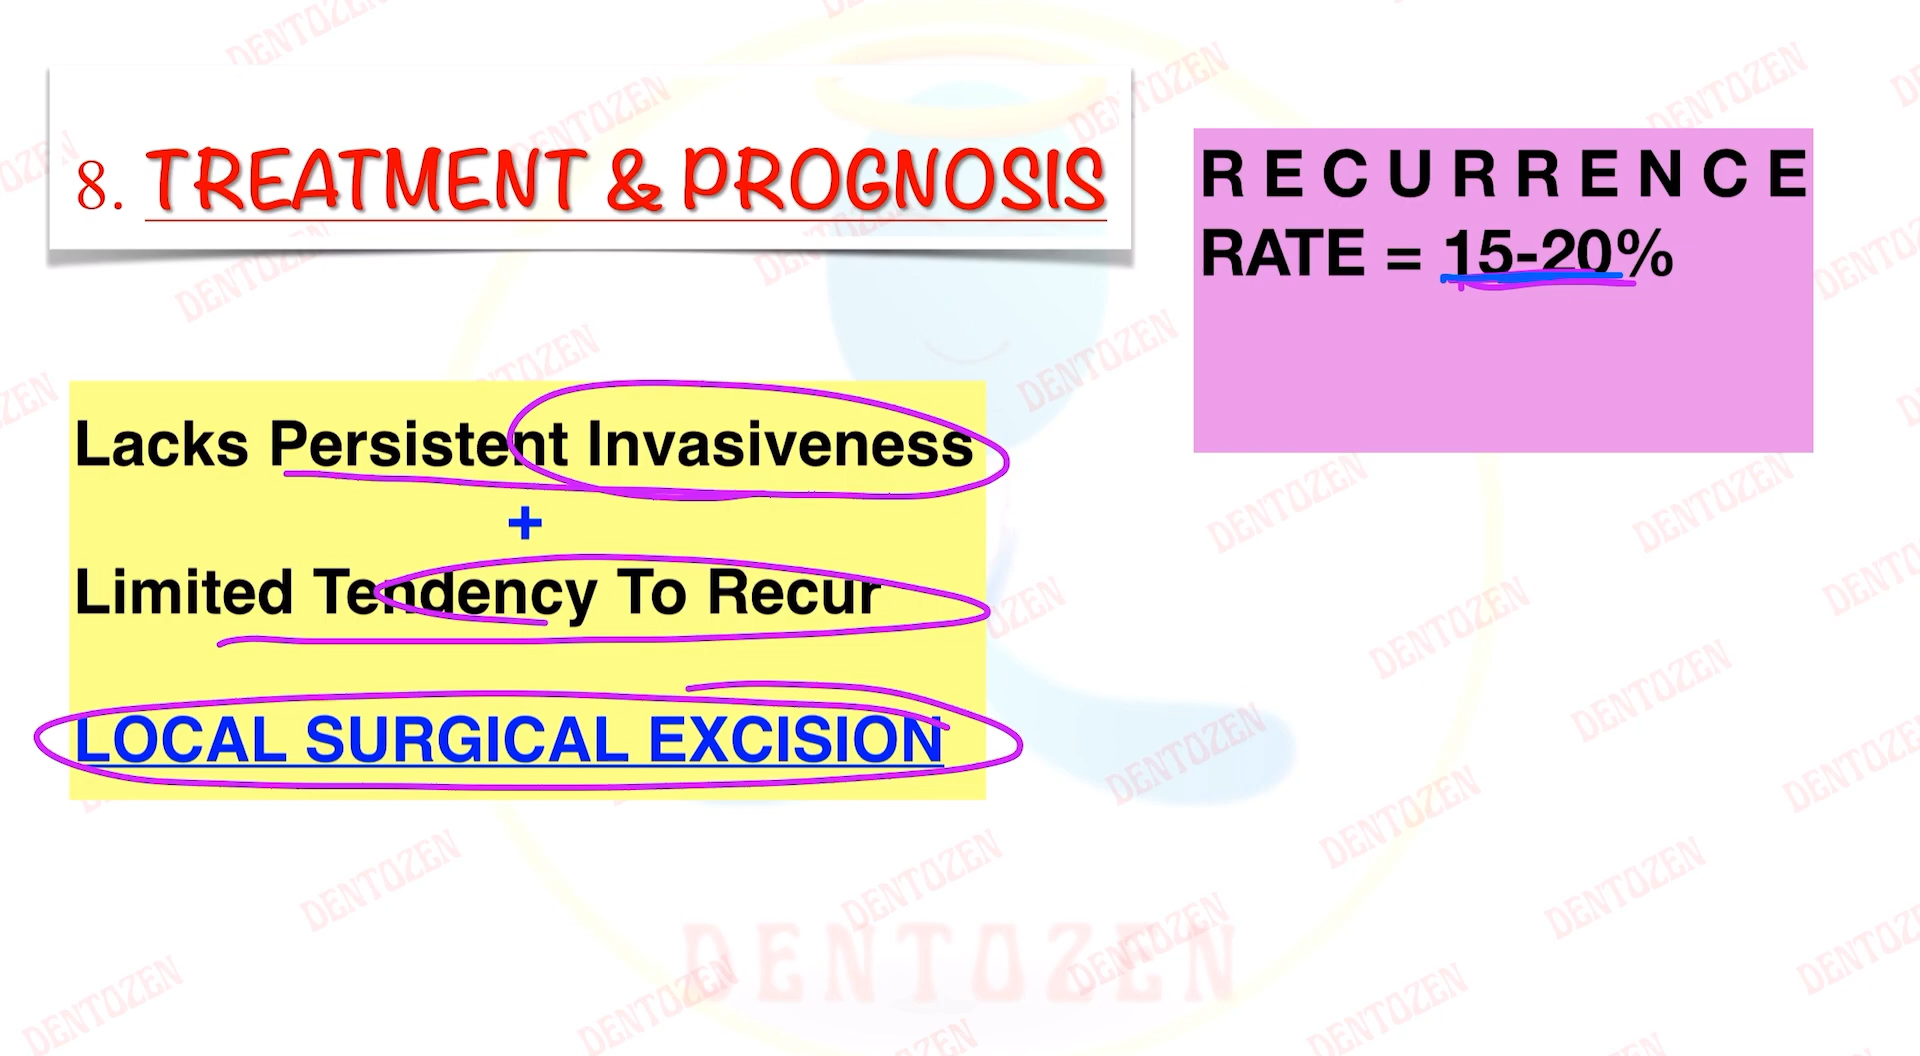 8. TREATMENT & PROGNOSIS
RECURRENCE
RATE = 15-20%
Lacks Persistent Invasiveness
+
Limited Tendency To Recur
LOCAL SURGICAL EXCISION
DENTOZEN